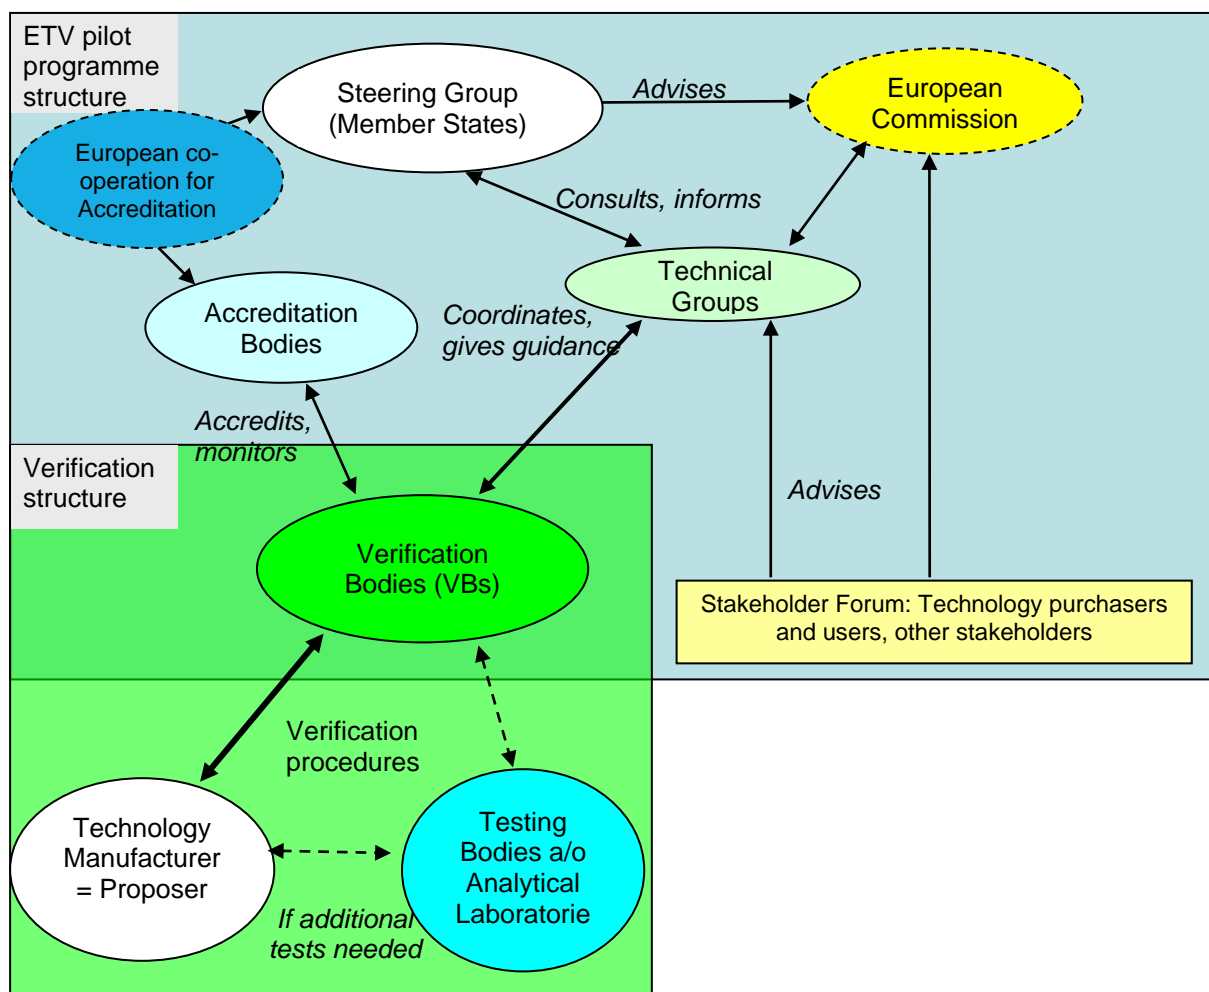 ETV pilot
programme
structure
Steering Group
(Member States)
Advises
European
Commission
European co-
operation for
Accreditation
Consults, informs
Technical
Groups
Accreditation
Bodies
Coordinates,
gives guidance
Accredits,
monitors
Verification
structure
Advises
Verification
Bodies (VBs)
Stakeholder Forum: Technology purchasers
and users, other stakeholders
Verification
procedures
Technology
Manufacturer
= Proposer
Testing
Bodies a/o
Analytical
Laboratorie
If additional
tests needed